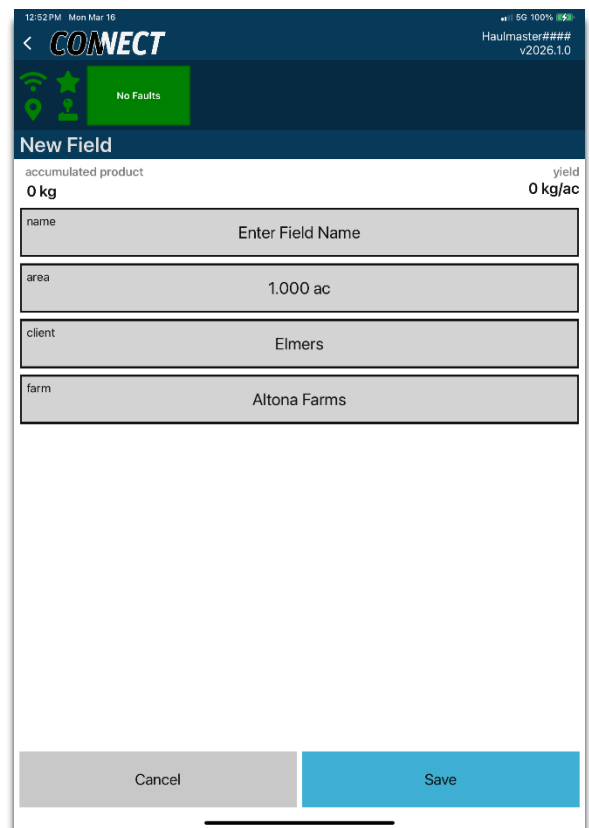 12:52 PM Mon Mar 16
5G 100%
CONNECT
Haulmaster####
v2026.1.0
No Faults
New Field
accumulated product
yield
0 kg
0 kg/ac
name
Enter Field Name
area
1.000 ac
client
Elmers
farm
Altona Farms
Cancel
Save